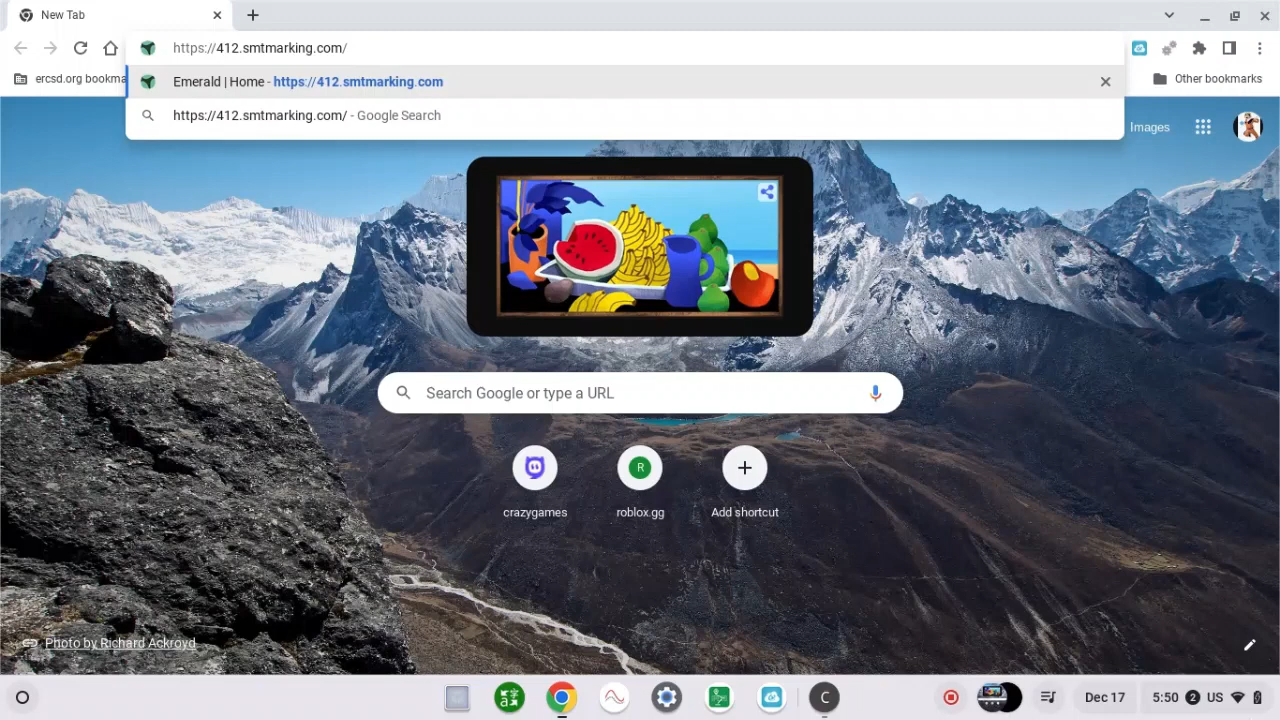 New Tab
https://412.smtmarking.com/
ercsd.org bookma
Other bookmarks
Emerald | Home - https://412.smtmarking.com
https://412.smtmarking.com/ - Google Search
Images
Search Google or type a URL
R
crazygames
roblox.gg
Add shortcut
Photo by Richard Ackroyd
C
Dec 17
5:50
2
US